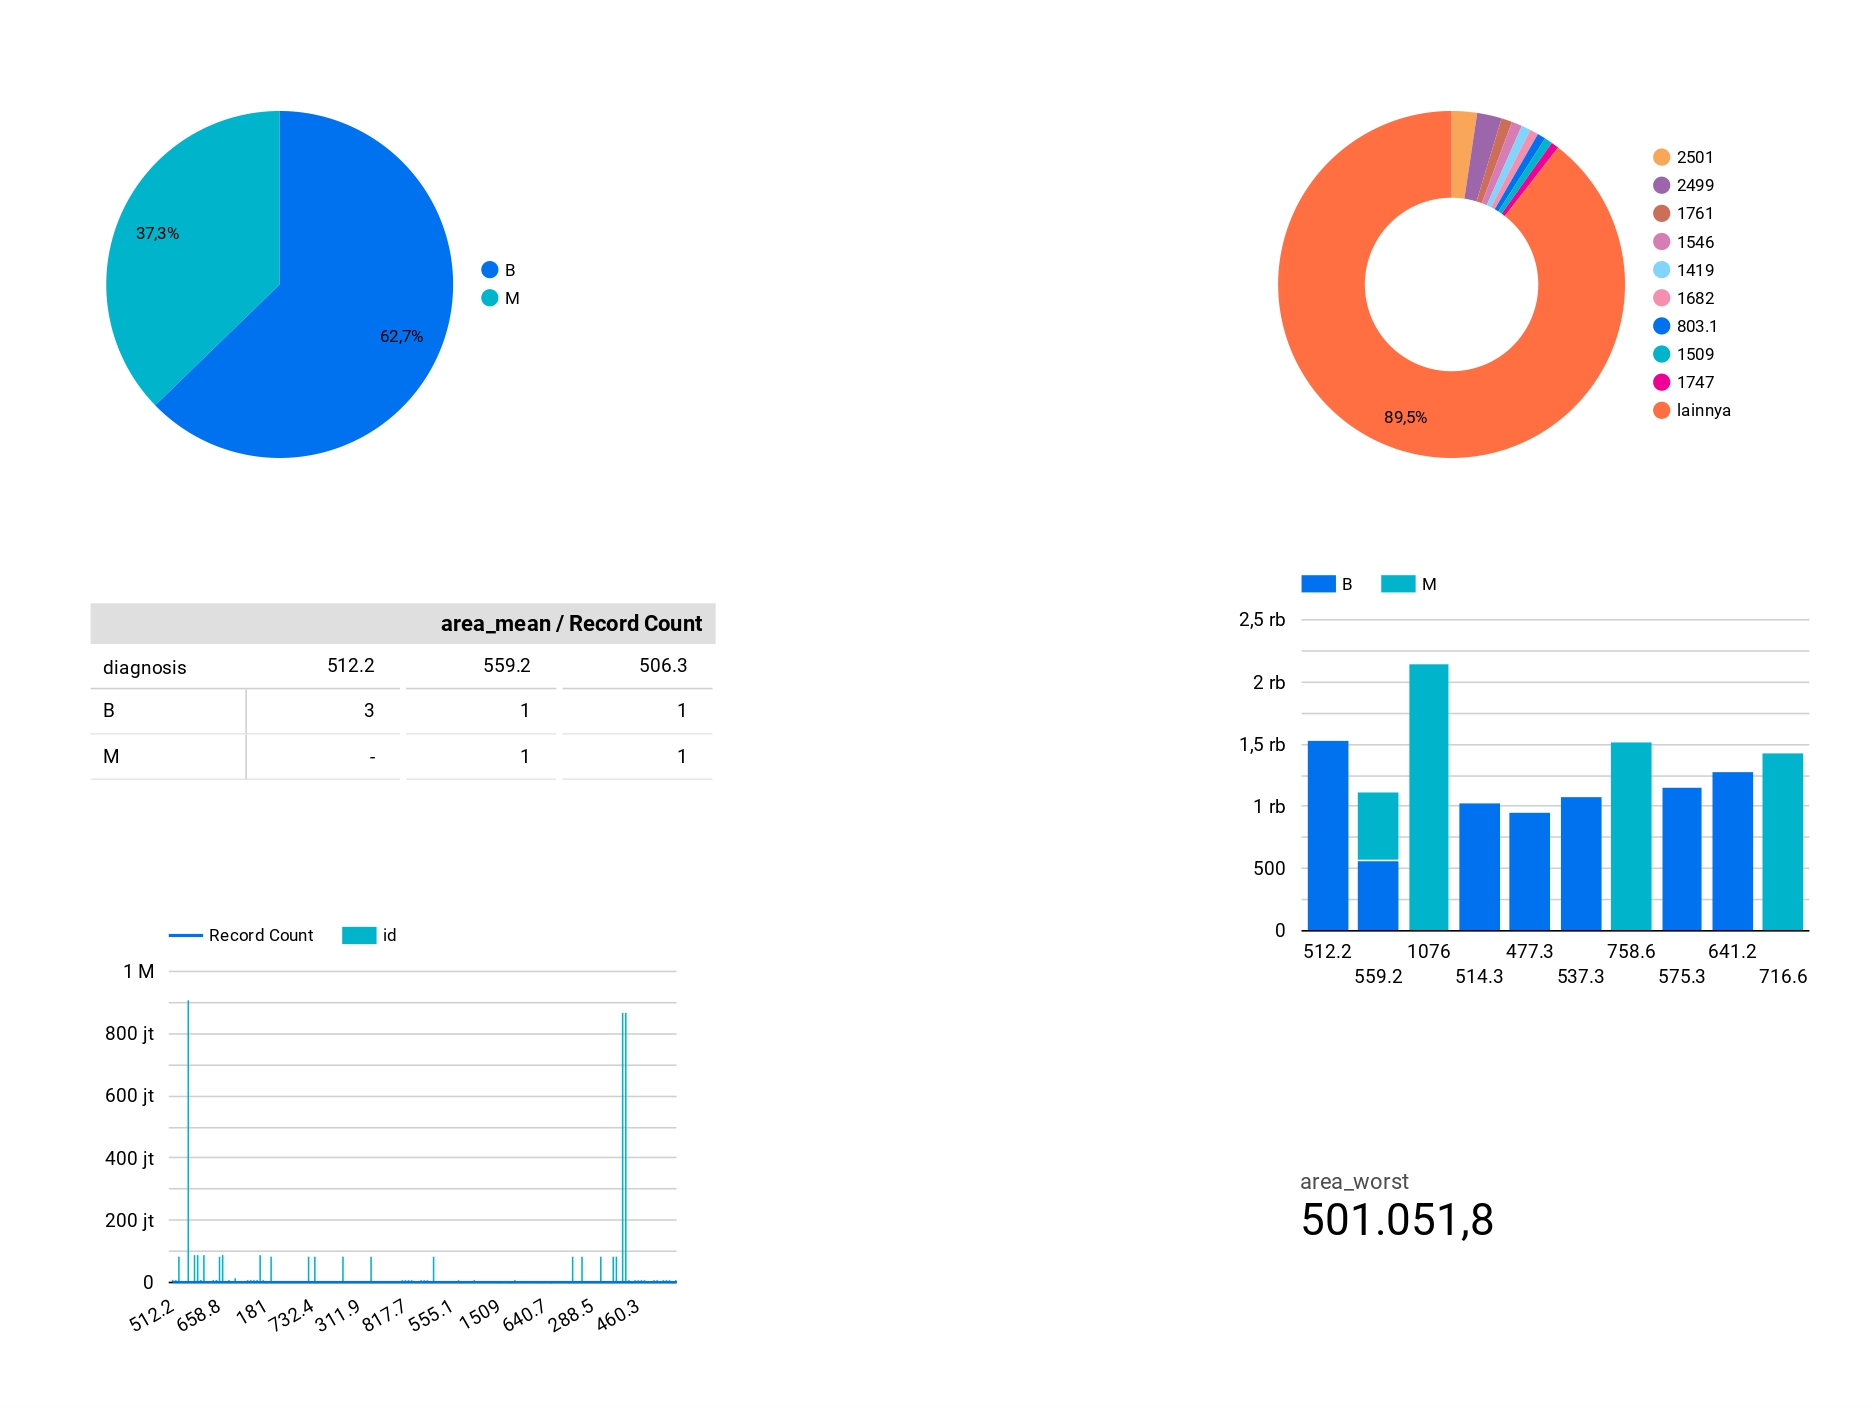 37,3%
62,7%
B
M
89,5%
2501
2499
1761
1546
1419
1682
803.1
1509
1747
lainnya
area_mean / Record Count
diagnosis 512.2 559.2 506.3
B 3 1 1
M - 1 1
B M
2,5 rb
2 rb
1,5 rb
1 rb
500
0
512.2 1076 477.3 758.6 641.2
559.2 514.3 537.3 575.3 716.6
Record Count id
1 M
800 jt
600 jt
400 jt
200 jt
0
512.2 658.8 181 732.4 311.9 817.7 555.1 1509 640.7 288.5 460.3
area_worst
501.051,8